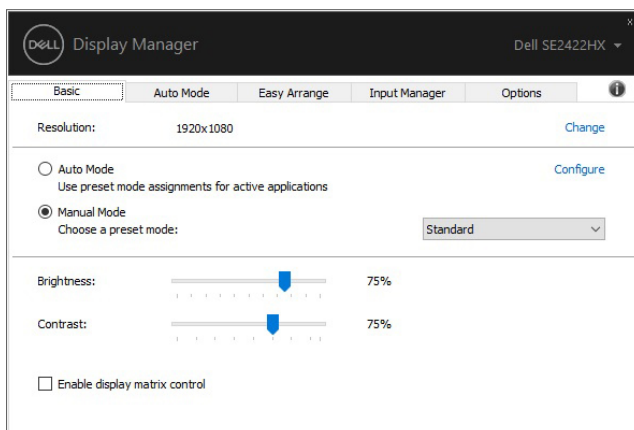 DELL Display Manager Dell SE2422HX
Basic Auto Mode Easy Arrange Input Manager Options
Resolution: 1920x1080 Change
Auto Mode Configure
Use preset mode assignments for active applications
Manual Mode
Choose a preset mode: Standard
Brightness: 75%
Contrast: 75%
Enable display matrix control